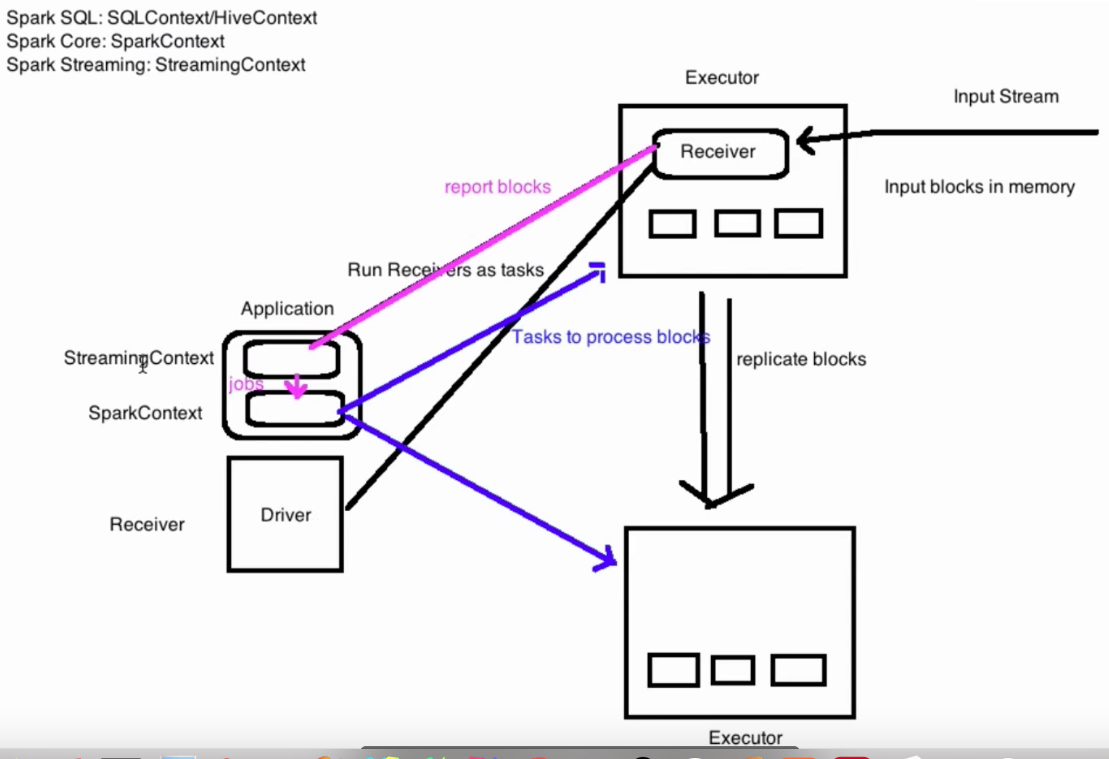 Spark SQL: SQLContext/HiveContext
Spark Core: SparkContext
Spark Streaming: StreamingContext
Executor
Input Stream
Receiver
report blocks
Input blocks in memory
Run Receivers as tasks
Application
Tasks to process blocks
StreamingContext
replicate blocks
jobs
SparkContext
Driver
Receiver
Executor